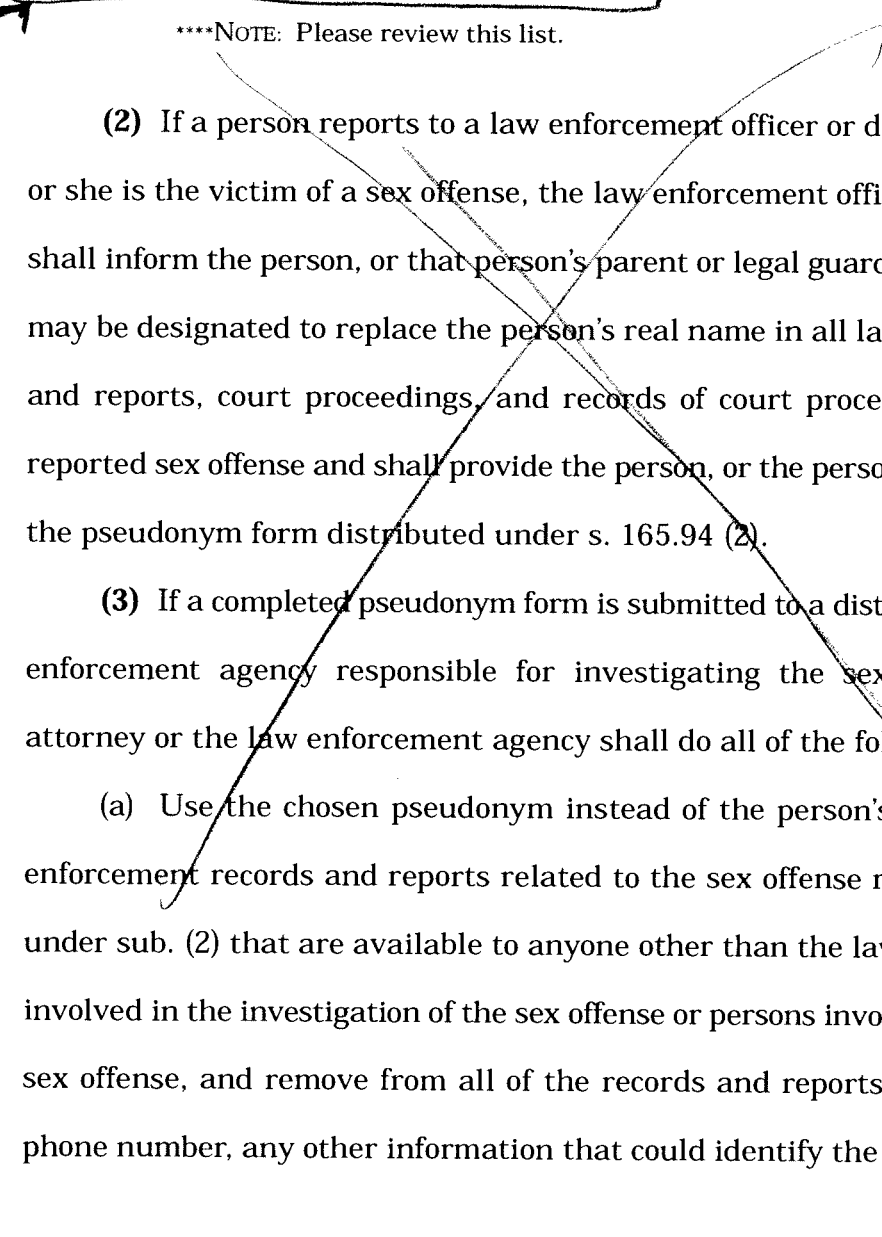 ****NOTE: Please review this list.
(2) If a person reports to a law enforcement officer or d
or she is the victim of a sex offense, the law enforcement offi
shall inform the person, or that person's parent or legal guard
may be designated to replace the person's real name in all la
and reports, court proceedings, and records of court proce
reported sex offense and shall provide the person, or the perso
the pseudonym form distributed under s. 165.94 (2).
(3) If a completed pseudonym form is submitted to a dist
enforcement agency responsible for investigating the sex
attorney or the law enforcement agency shall do all of the fo
(a) Use the chosen pseudonym instead of the person's
enforcement records and reports related to the sex offense r
under sub. (2) that are available to anyone other than the law
involved in the investigation of the sex offense or persons invo
sex offense, and remove from all of the records and reports
phone number, any other information that could identify the